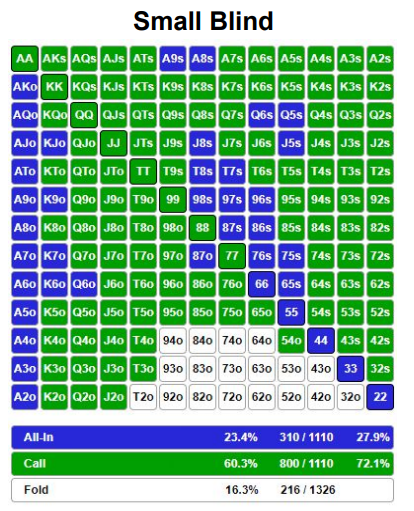 Small Blind
AA AKs AQs AJs ATs A9s A8s A7s A6s A5s A4s A3s A2s
AKo KK KQs KJs KTs K9s K8s K7s K6s K5s K4s K3s K2s
AQo KQo QQ QJs QTs Q9s Q8s Q7s Q6s Q5s Q4s Q3s Q2s
AJo KJo QJo JJ JTs J9s J8s J7s J6s J5s J4s J3s J2s
ATo KTo QTo JTo TT T9s T8s T7s T6s T5s T4s T3s T2s
A9o K9o Q9o J9o T9o 99 98s 97s 96s 95s 94s 93s 92s
A8o K8o Q8o J8o T8o 98o 88 87s 86s 85s 84s 83s 82s
A7o K7o Q7o J7o T7o 97o 87o 77 76s 75s 74s 73s 72s
A6o K6o Q6o J6o T6o 96o 86o 76o 66 65s 64s 63s 62s
A5o K5o Q5o J5o T5o 95o 85o 75o 65o 55 54s 53s 52s
A4o K4o Q4o J4o T4o 94o 84o 74o 64o 54o 44 43s 42s
A3o K3o Q3o J3o T3o 93o 83o 73o 63o 53o 43o 33 32s
A2o K2o Q2o J2o T2o 92o 82o 72o 62o 52o 42o 32o 22
All-In 23.4% 310 / 1110 27.9%
Call 60.3% 800 / 1110 72.1%
Fold 16.3% 216 / 1326